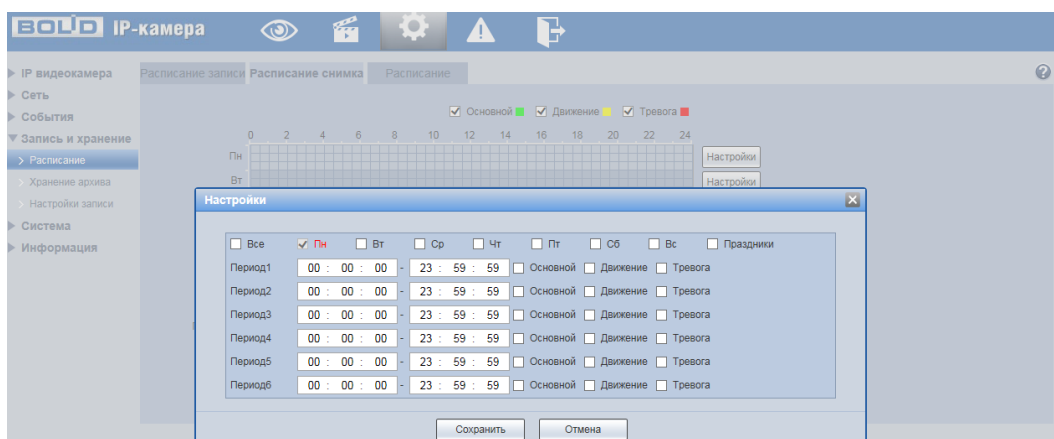 BOLID IP-камера
IP видеокамера
Сеть
События
Запись и хранение
Расписание
Хранение архива
Настройки записи
Система
Информация
Расписание записи Расписание снимка Расписание
Основной Движение Тревога
0 2 4 6 8 10 12 14 16 18 20 22 24
Пн Настройки
Вт Настройки
Настройки
Все Пн Вт Ср Чт Пт Сб Вс Праздники
Период1 00 : 00 : 00 - 23 : 59 : 59 Основной Движение Тревога
Период2 00 : 00 : 00 - 23 : 59 : 59 Основной Движение Тревога
Период3 00 : 00 : 00 - 23 : 59 : 59 Основной Движение Тревога
Период4 00 : 00 : 00 - 23 : 59 : 59 Основной Движение Тревога
Период5 00 : 00 : 00 - 23 : 59 : 59 Основной Движение Тревога
Период6 00 : 00 : 00 - 23 : 59 : 59 Основной Движение Тревога
Сохранить Отмена